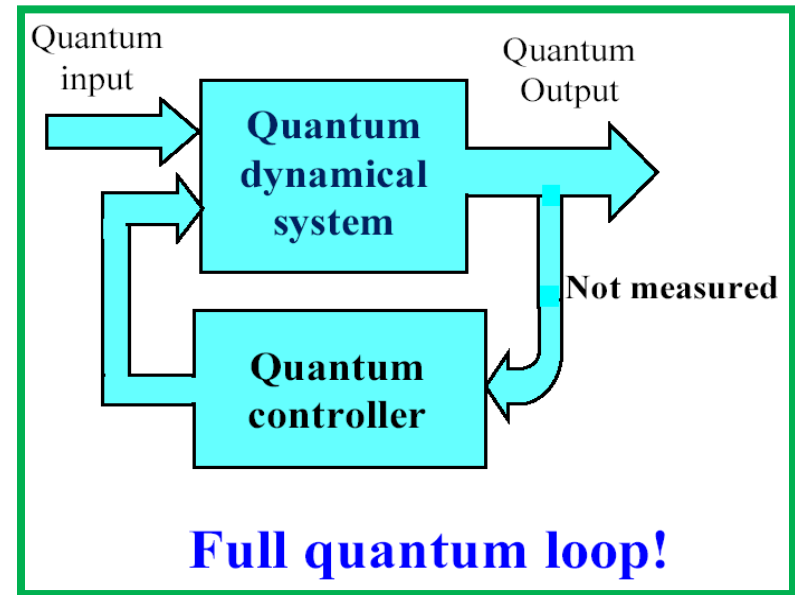 Quantum
input
Quantum
Output
Quantum
dynamical
system
Not measured
Quantum
controller
Full quantum loop!